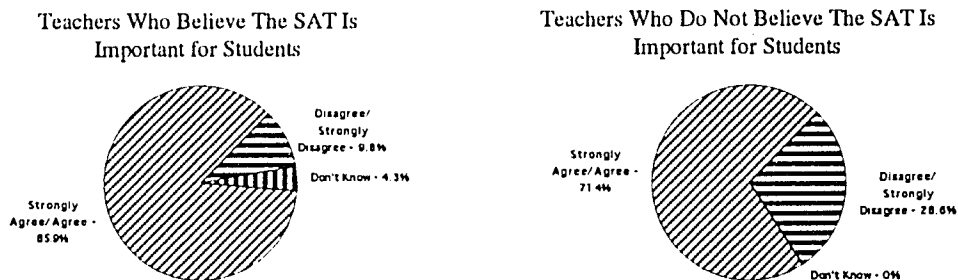 Teachers Who Believe The SAT Is
Important for Students
Disagree/
Strongly
Disagree - 9.8%
Don't Know - 4.3%
Strongly
Agree/Agree -
85.9%
Teachers Who Do Not Believe The SAT Is
Important for Students
Strongly
Agree/Agree -
71.4%
Disagree/
Strongly
Disagree - 28.6%
Don't Know - 0%